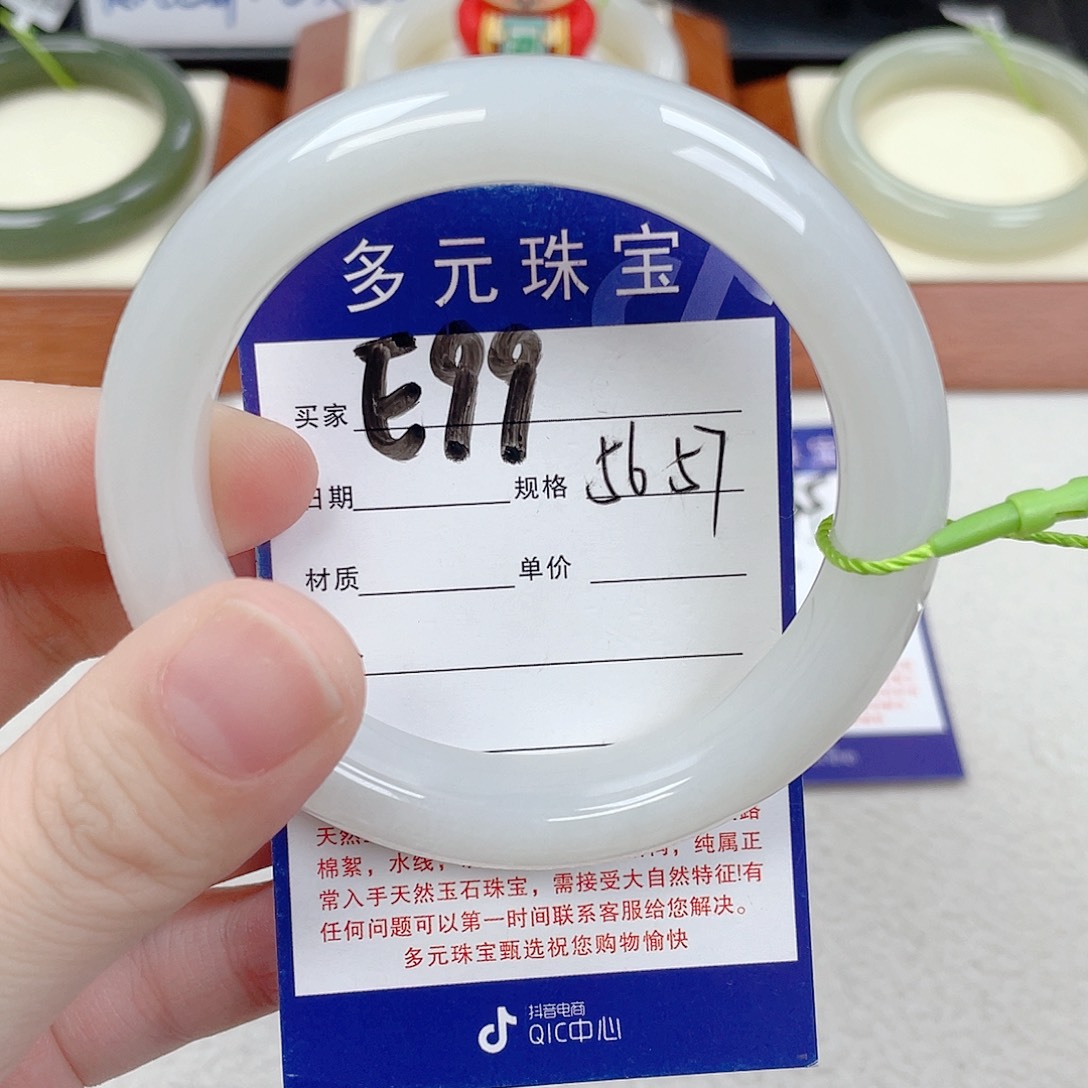 多元珠宝
买家 E99
日期 规格 56 57
材质 单价
天然
棉絮，水线， ，纯属正
常入手天然玉石珠宝，需接受大自然特征!有
任何问题可以第一时间联系客服给您解决。
多元珠宝甄选祝您购物愉快
抖音电商
QIC中心